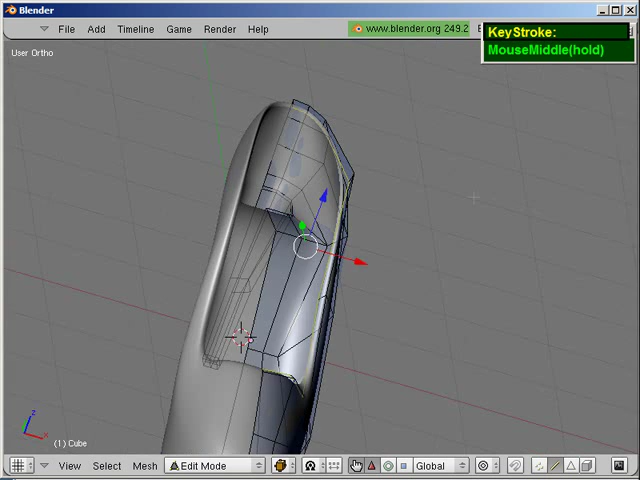 Blender
File Add Timeline Game Render Help
www.blender.org 249.2
KeyStroke:
MouseMiddle(hold)
User Ortho
z
x
(1) Cube
View Select Mesh Edit Mode Global